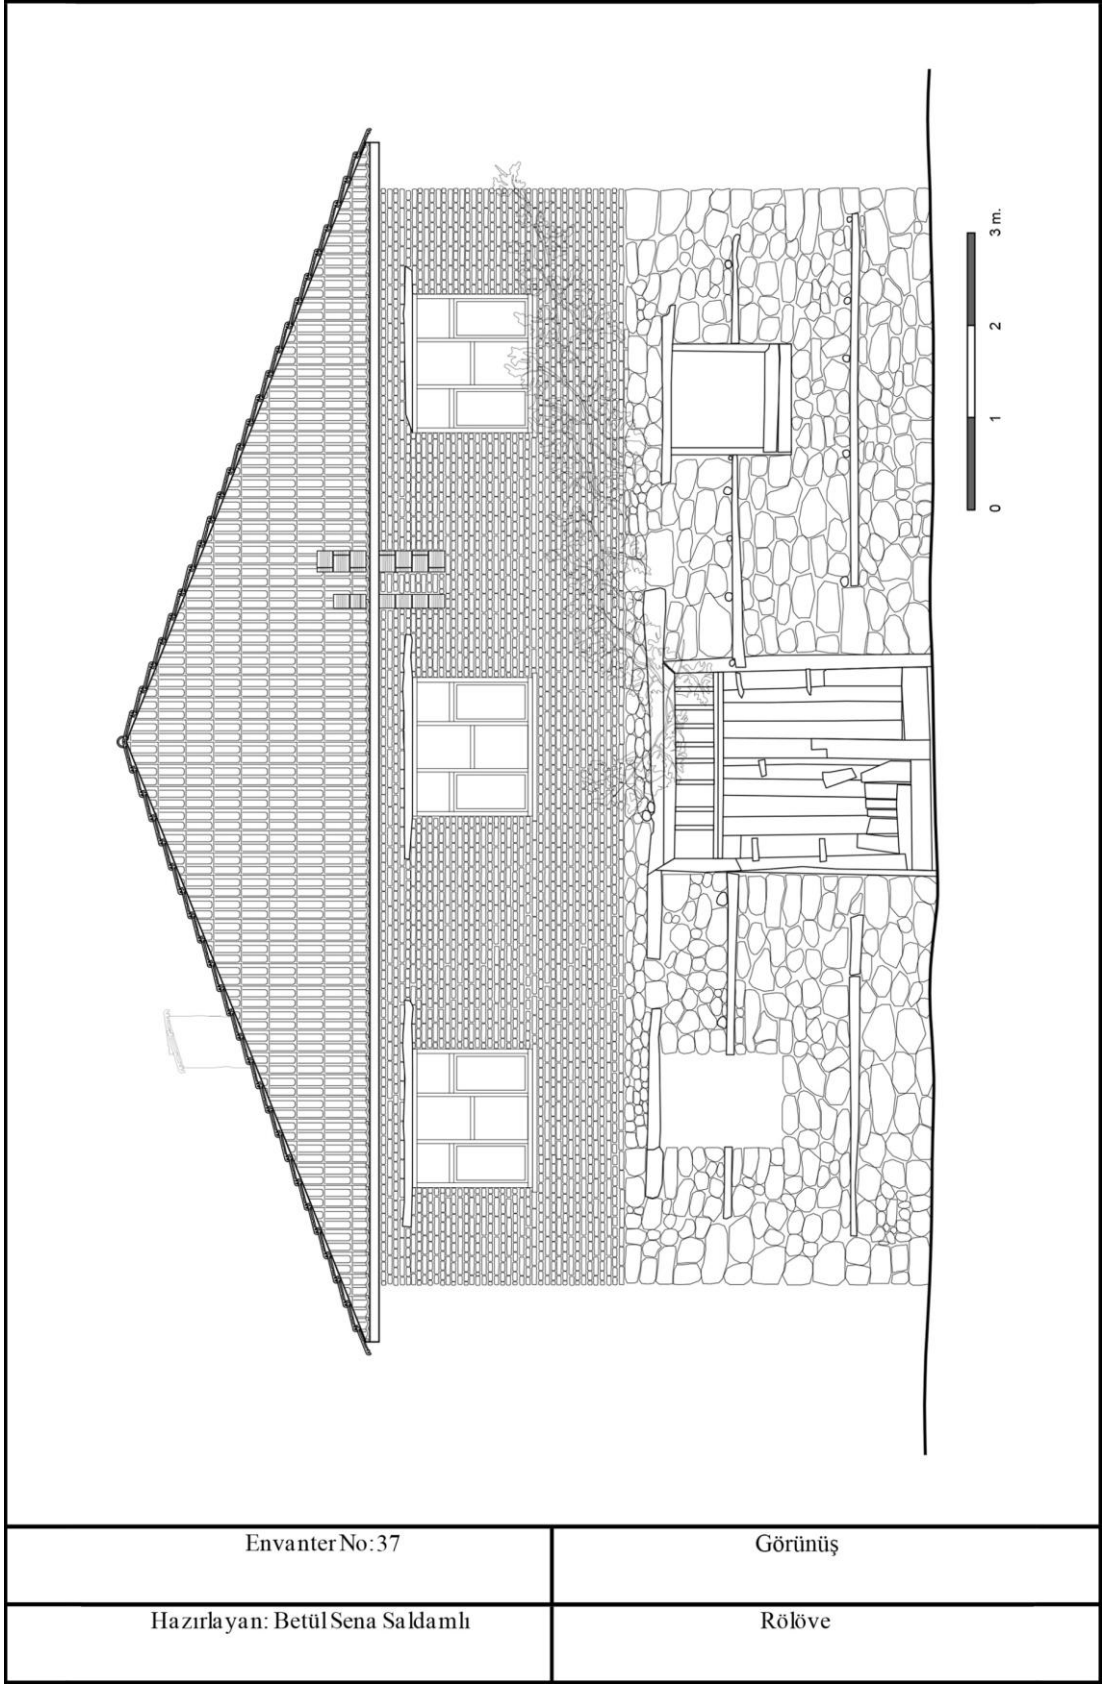 0 1 2 3 m.
Envanter No: 37
Görünüş
Hazırlayan: Betül Sena Saldamlı
Rölöve